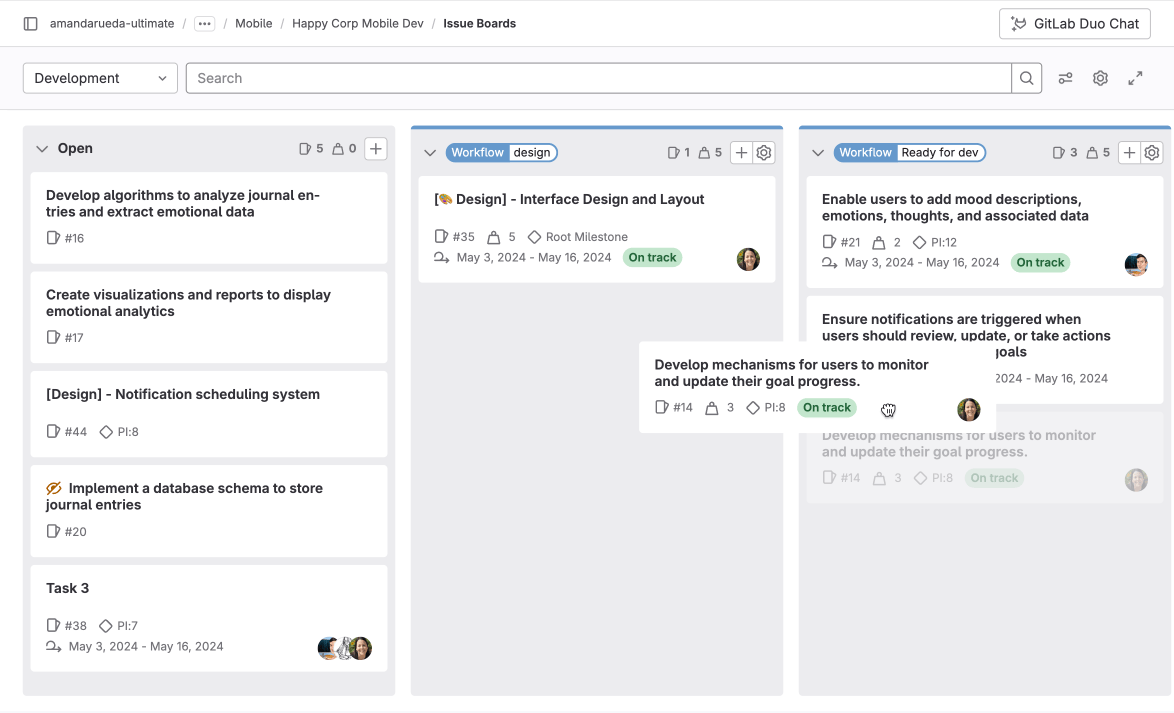 amandarueda-ultimate / ••• / Mobile / Happy Corp Mobile Dev / Issue Boards
GitLab Duo Chat
Development
Search
Open
5 0
Develop algorithms to analyze journal en-
tries and extract emotional data
#16
Create visualizations and reports to display
emotional analytics
#17
[Design] - Notification scheduling system
#44 PI:8
Implement a database schema to store
journal entries
#20
Task 3
#38 PI:7
May 3, 2024 - May 16, 2024
Workflow design
1 5
[🎨 Design] - Interface Design and Layout
#35 5 Root Milestone
May 3, 2024 - May 16, 2024 On track
Workflow Ready for dev
3 5
Enable users to add mood descriptions,
emotions, thoughts, and associated data
#21 2 PI:12
May 3, 2024 - May 16, 2024 On track
Ensure notifications are triggered when
users should review, update, or take actions
goals
2024 - May 16, 2024
Develop mechanisms for users to monitor
and update their goal progress.
#14 3 PI:8 On track
Develop mechanisms for users to monitor
and update their goal progress.
#14 3 PI:8 On track